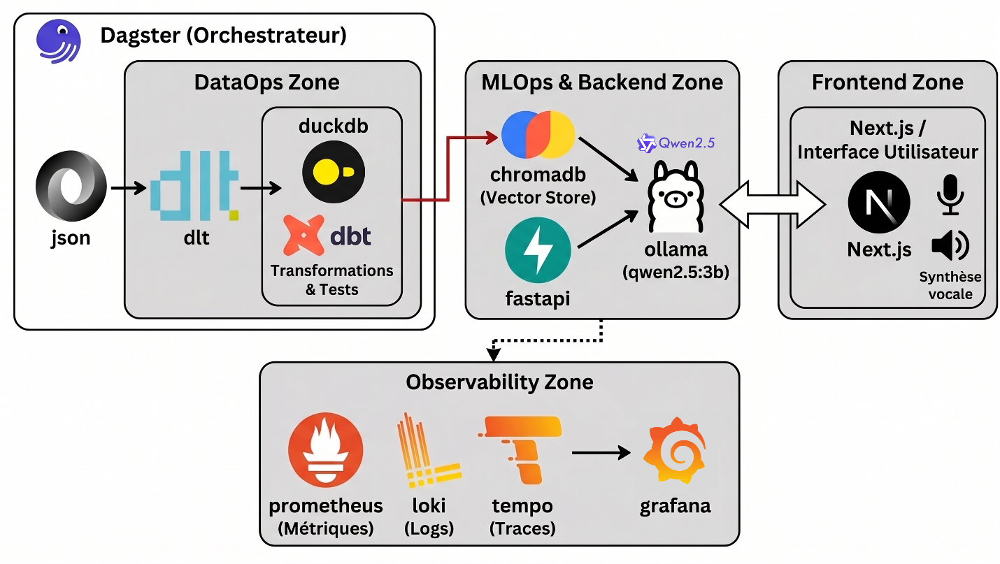 Dagster (Orchestrateur)
DataOps Zone
json
dlt
dlt
duckdb
dbt
Transformations
& Tests
MLOps & Backend Zone
chromadb
(Vector Store)
fastapi
Qwen2.5
ollama
(qwen2.5:3b)
Frontend Zone
Next.js /
Interface Utilisateur
N
Next.js
Synthèse
vocale
Observability Zone
prometheus
(Métriques)
loki
(Logs)
tempo
(Traces)
grafana